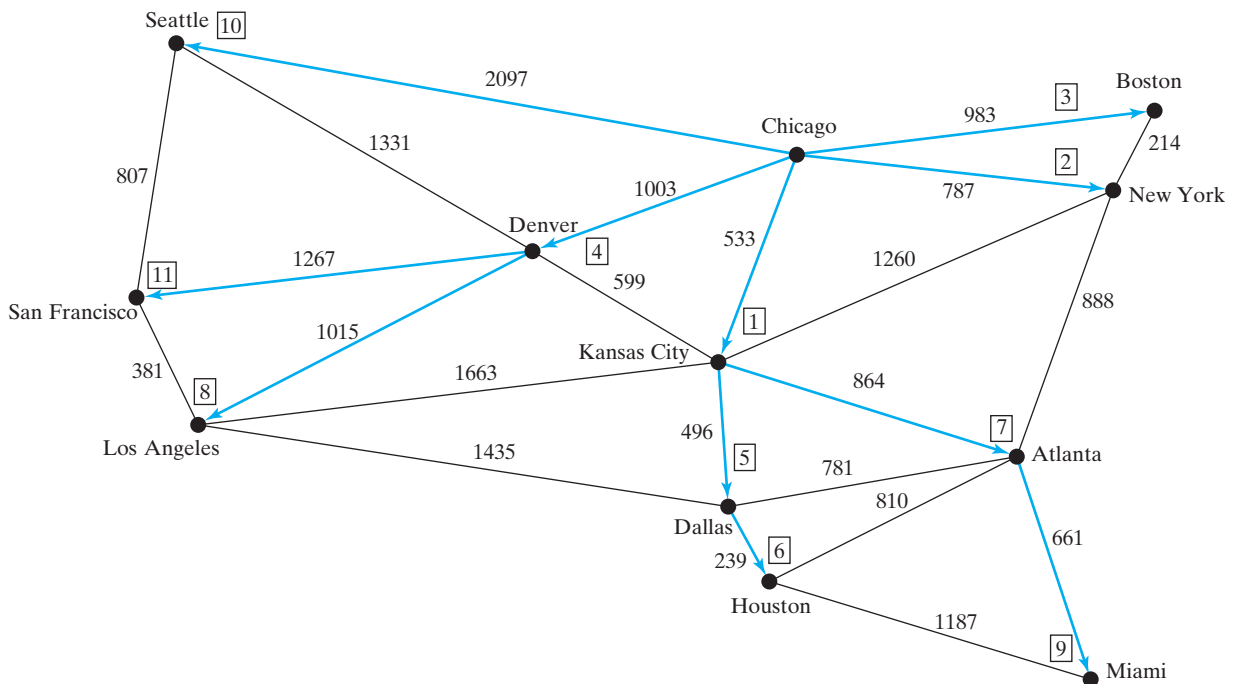 Seattle 10
Boston
2097
3
983
Chicago
1331
214
807
2
1003
787
New York
Denver
4
533
1260
11
1267
599
888
San Francisco
1015
1
Kansas City
381
1663
864
8
Los Angeles
496
7
1435
5
781
Atlanta
810
Dallas
661
239
6
Houston
1187
9
Miami